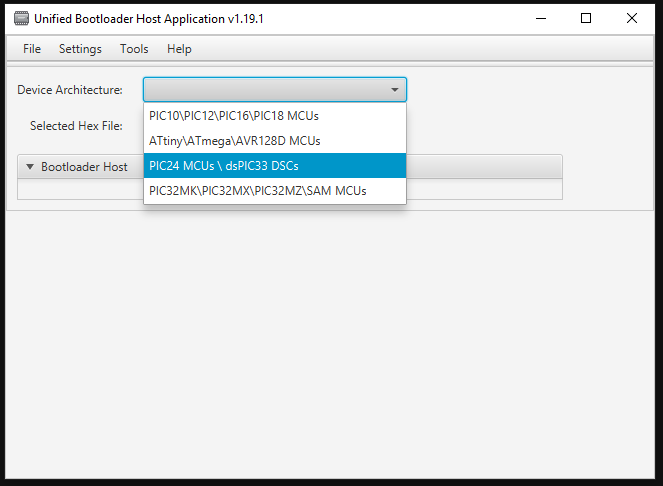 Unified Bootloader Host Application v1.19.1
File Settings Tools Help
Device Architecture:
PIC10\PIC12\PIC16\PIC18 MCUs
Selected Hex File:
ATtiny\ATmega\AVR128D MCUs
Bootloader Host
PIC24 MCUs \ dsPIC33 DSCs
PIC32MK\PIC32MX\PIC32MZ\SAM MCUs